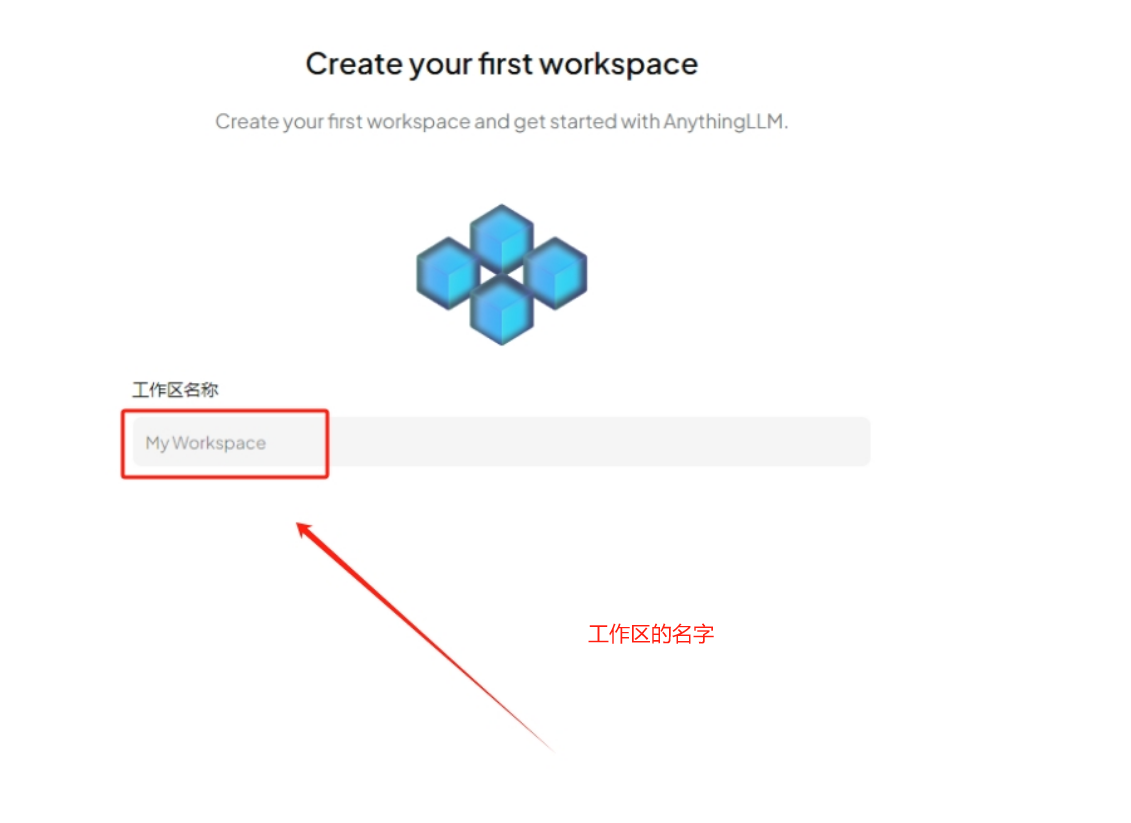 Create your first workspace
Create your first workspace and get started with AnythingLLM.
工作区名称
My Workspace
工作区的名字